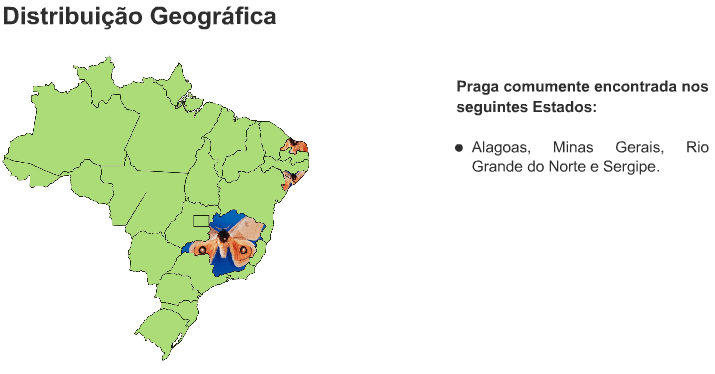 Distribuição Geográfica
Praga comumente encontrada nos
seguintes Estados:
● Alagoas, Minas Gerais, Rio
Grande do Norte e Sergipe.